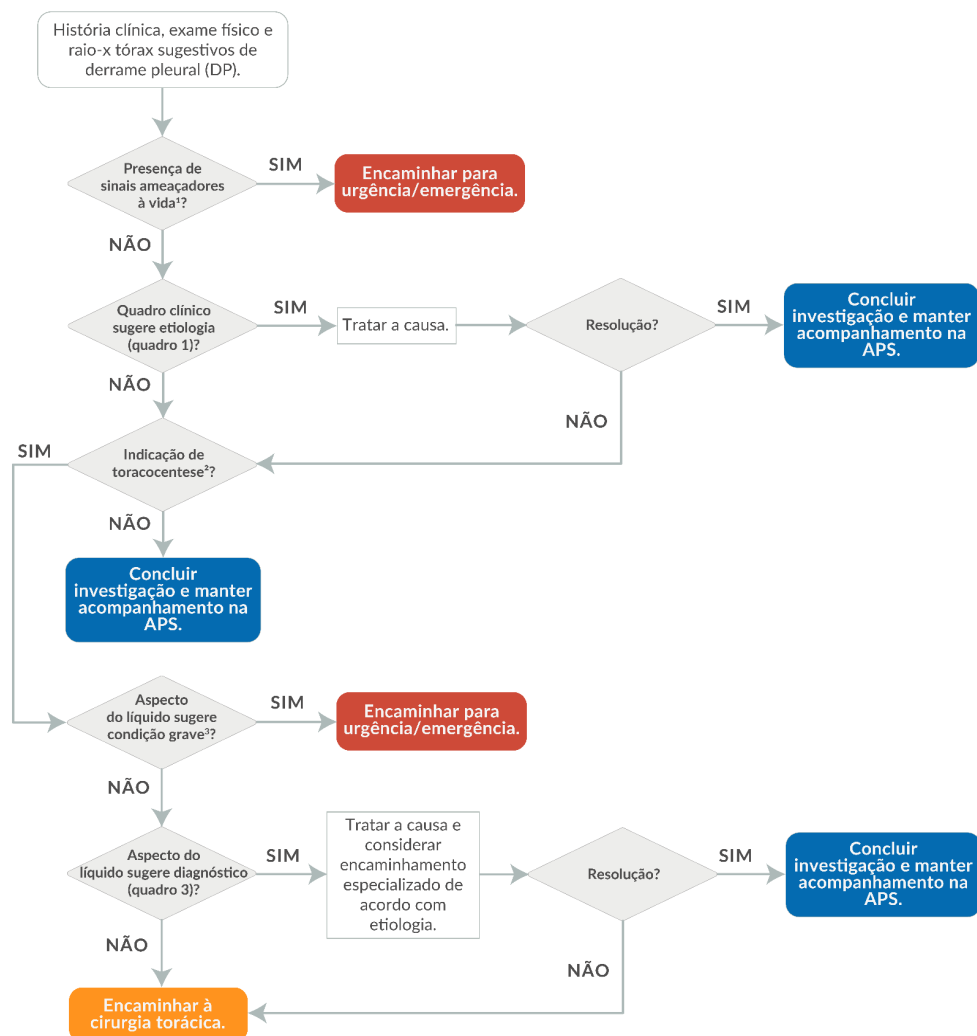 História clínica, exame físico e
raio-x tórax sugestivos de
derrame pleural (DP).
Presença de
sinais ameaçadores
à vida¹?
SIM
Encaminhar para
urgência/emergência.
NÃO
Quadro clínico
sugere etiologia
(quadro 1)?
SIM
Tratar a causa.
Resolução?
SIM
Concluir
investigação e manter
acompanhamento na
APS.
NÃO
NÃO
SIM
Indicação de
toracocentese²?
NÃO
Concluir
investigação e manter
acompanhamento na
APS.
Aspecto
do líquido sugere
condição grave³?
SIM
Encaminhar para
urgência/emergência.
NÃO
Aspecto do
líquido sugere diagnóstico
(quadro 3)?
SIM
Tratar a causa e
considerar
encaminhamento
especializado de
acordo com
etiologia.
Resolução?
SIM
Concluir
investigação e manter
acompanhamento na
APS.
NÃO
NÃO
Encaminhar à
cirurgia torácica.